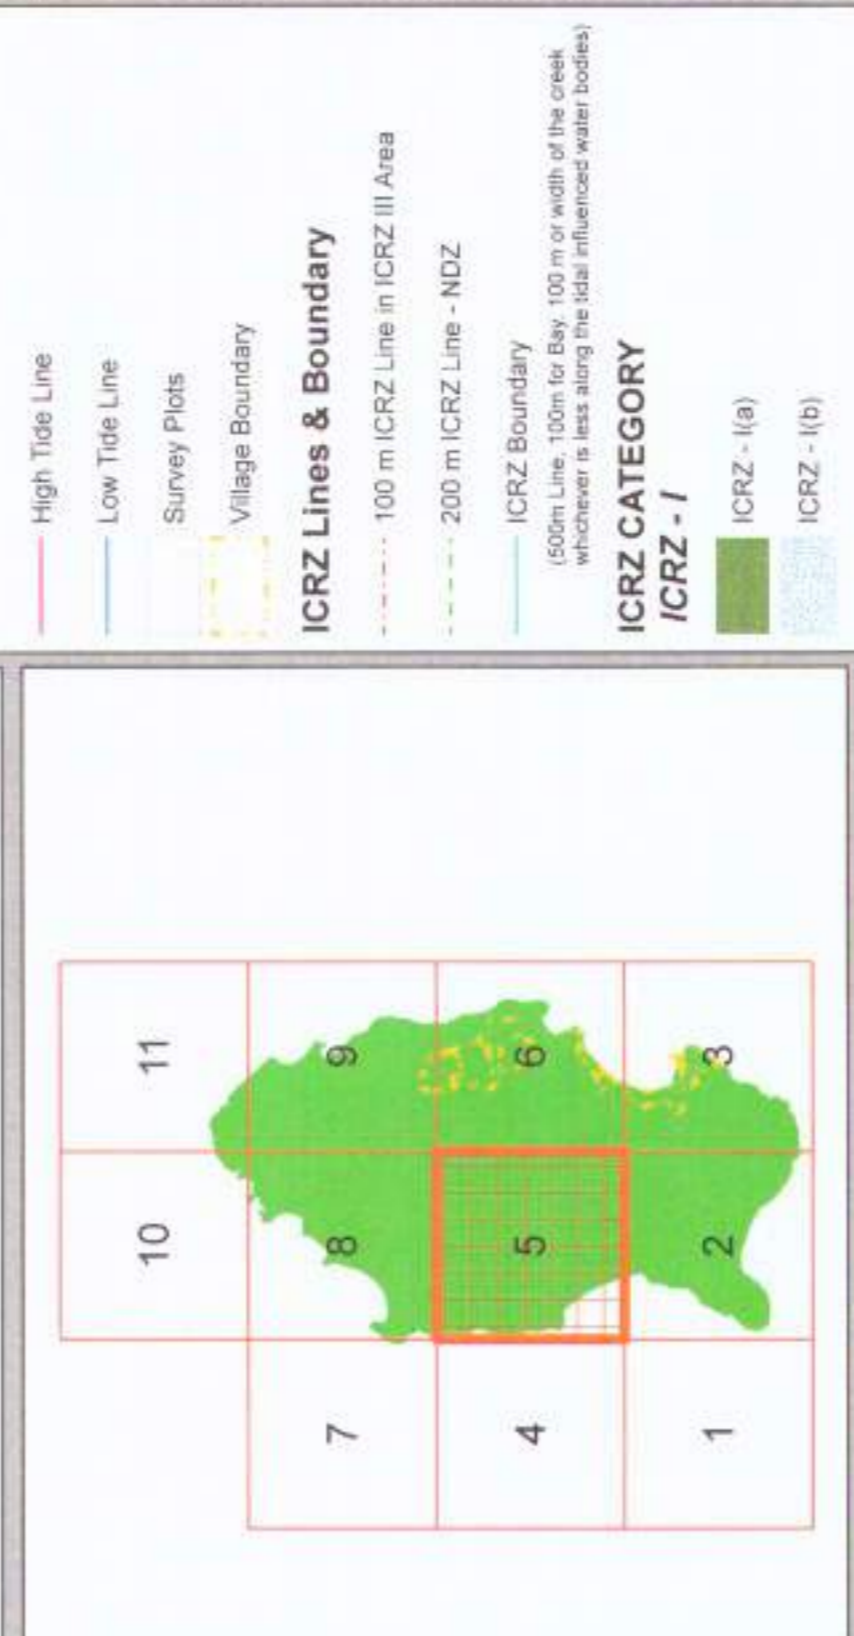 High Tide Line
Low Tide Line
Survey Plots
Village Boundary
ICRZ Lines & Boundary
100 m ICRZ Line in ICRZ III Area
200 m ICRZ Line - NDZ
ICRZ Boundary
(500m Line, 100m for Bay, 100 m or width of the creek
whichever is less along the tidal influenced water bodies)
ICRZ CATEGORY
ICRZ - I
ICRZ - I(a)
ICRZ - I(b)
10 11
7 8 9
4 5 6
1 2 3